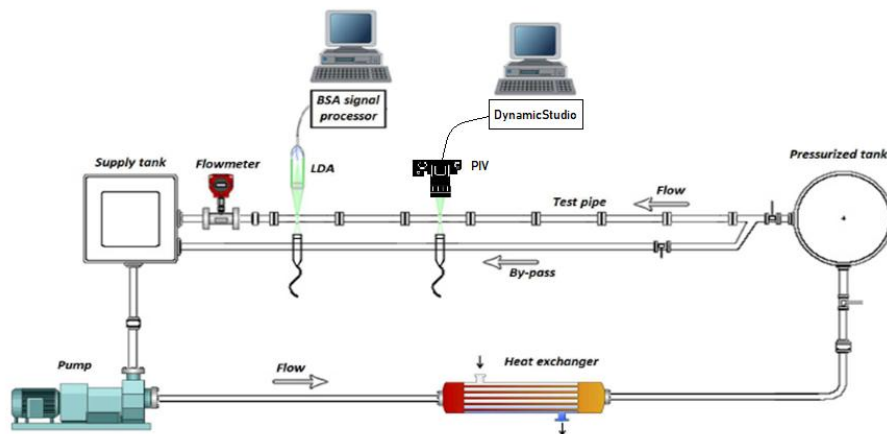 BSA signal
processor
DynamicStudio
LDA
PIV
Supply tank
Flowmeter
Pressurized tank
Test pipe
Flow
By-pass
Pump
Flow
Heat exchanger